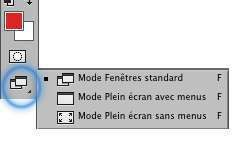 Mode Fenêtres standard F
Mode Plein écran avec menus F
Mode Plein écran sans menus F